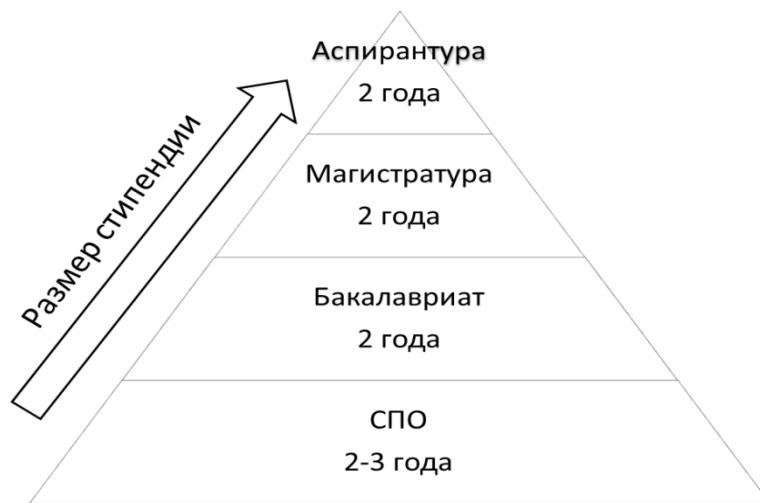 Аспирантура
2 года
Размер стипендии
Магистратура
2 года
Бакалавриат
2 года
СПО
2-3 года